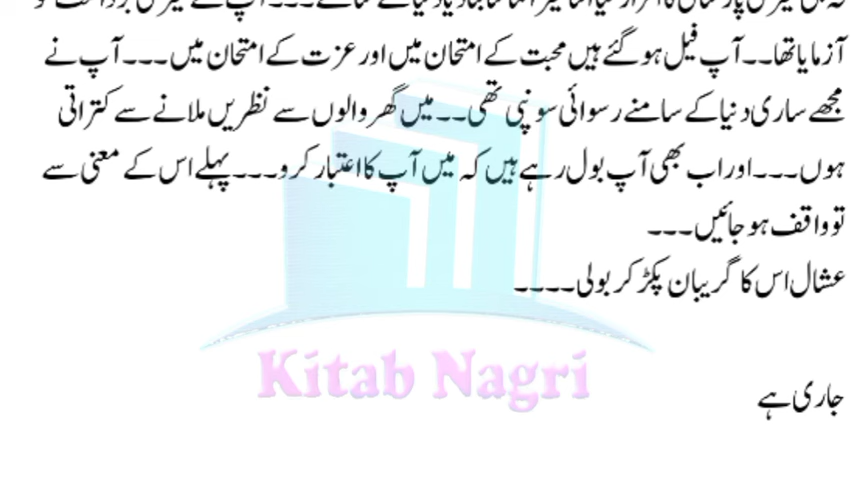 آزمایا تھا۔۔آپ فیل ہو گئے ہیں محبت کے امتحان میں اور عزت کے امتحان میں۔۔۔آپ نے
مجھے ساری دنیا کے سامنے رسوائی سونپی تھی۔۔میں گھر والوں سے نظریں ملانے سے کتراتی
ہوں۔۔۔اور اب بھی آپ بول رہے ہیں کہ میں آپ کا اعتبار کرو۔۔۔پہلے اس کے معنی سے
تو واقف ہو جائیں۔۔۔
عشال اس کا گریبان پکڑ کر بولی۔۔۔۔
Kitab Nagri
جاری ہے